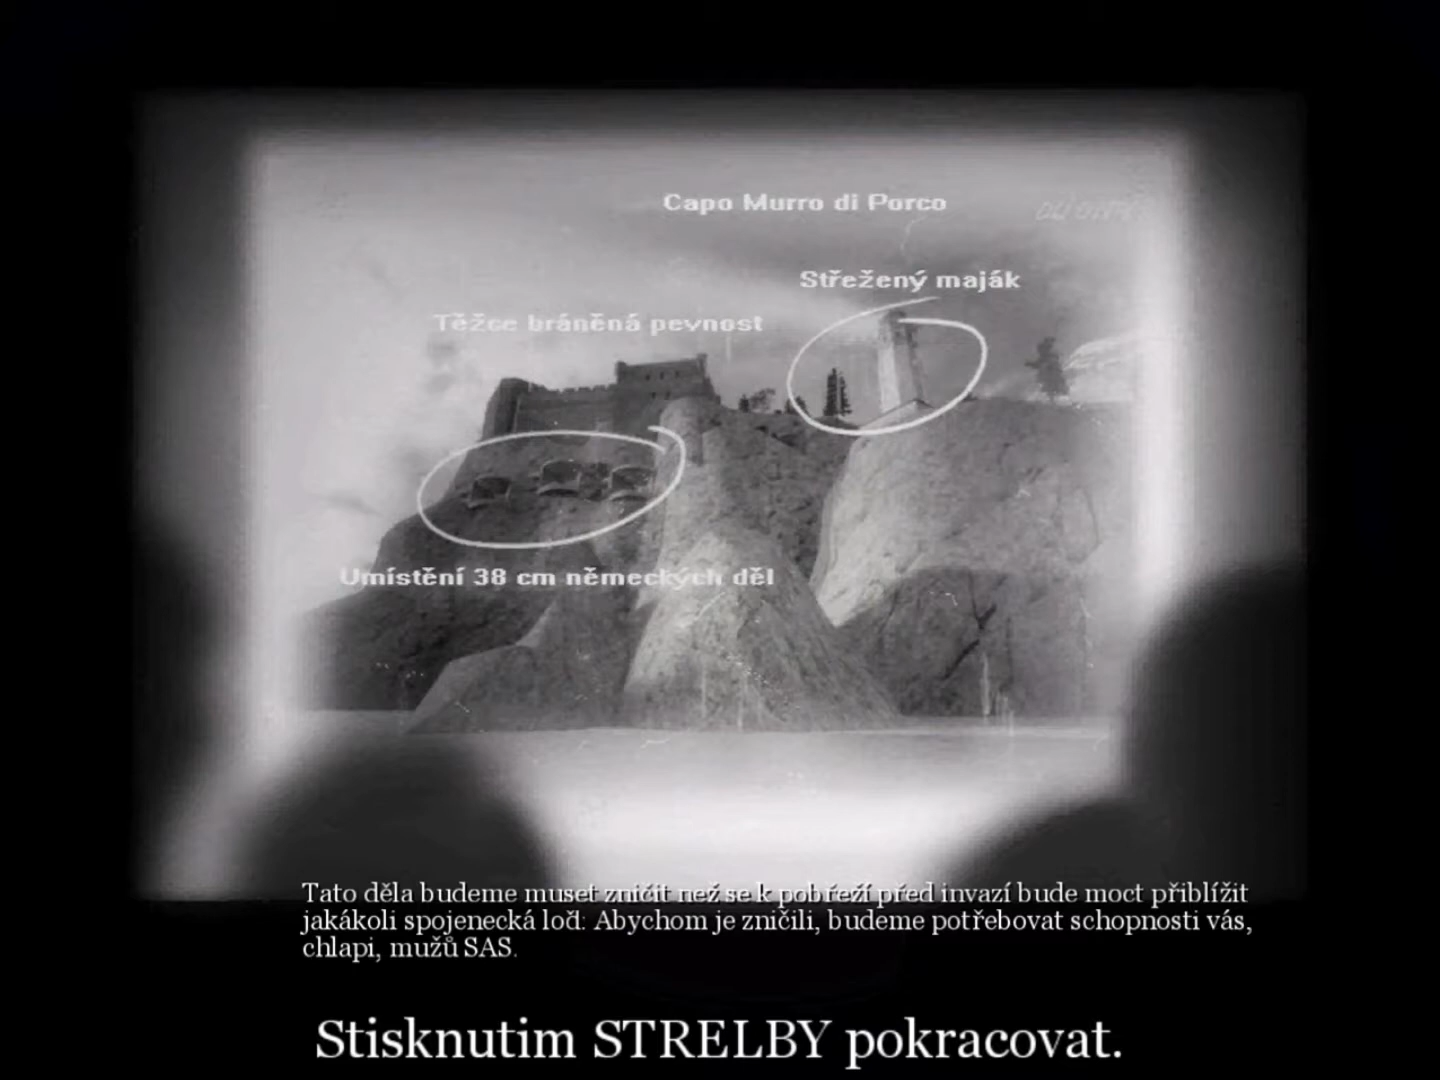 Capo Murro di Porco
Střežený maják
Těžce bráněná pevnost
Umístění 38 cm německých děl
Tato děla budeme muset zničit než se k pobřeží před invazí bude moct přiblížit
jakákoli spojenecká loď: Abychom je zničili, budeme potřebovat schopnosti vás,
chlapi, mužů SAS.
Stisknutim STRELBY pokracovat.